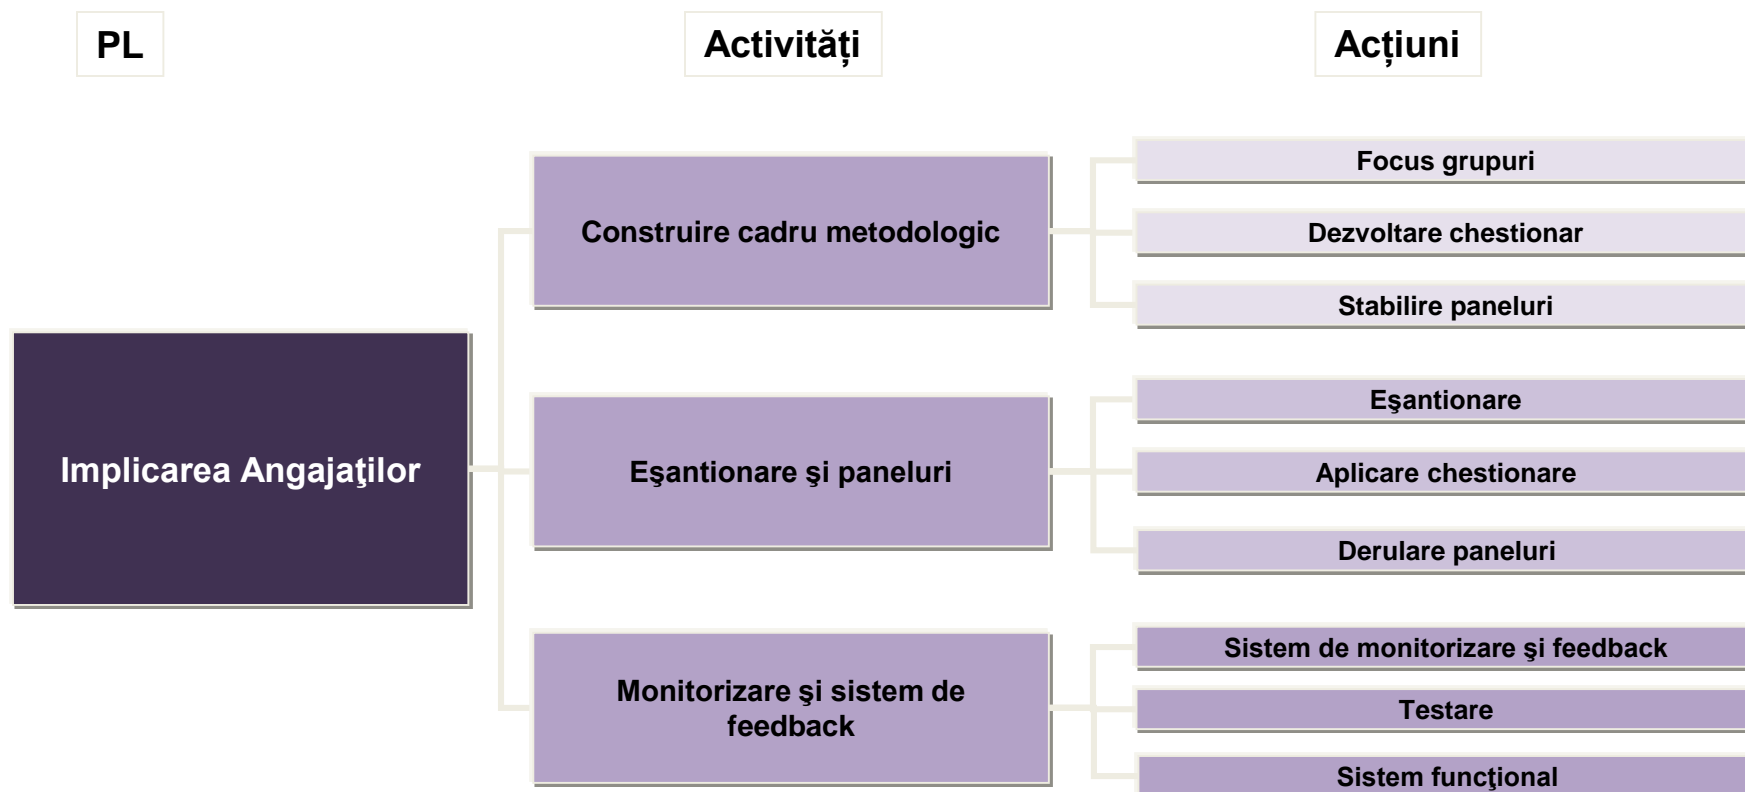 PL
Activități
Acțiuni
Implicarea Angajaţilor
Construire cadru metodologic
Focus grupuri
Dezvoltare chestionar
Stabilire paneluri
Eşantionare şi paneluri
Eşantionare
Aplicare chestionare
Derulare paneluri
Monitorizare şi sistem de
feedback
Sistem de monitorizare şi feedback
Testare
Sistem funcţional